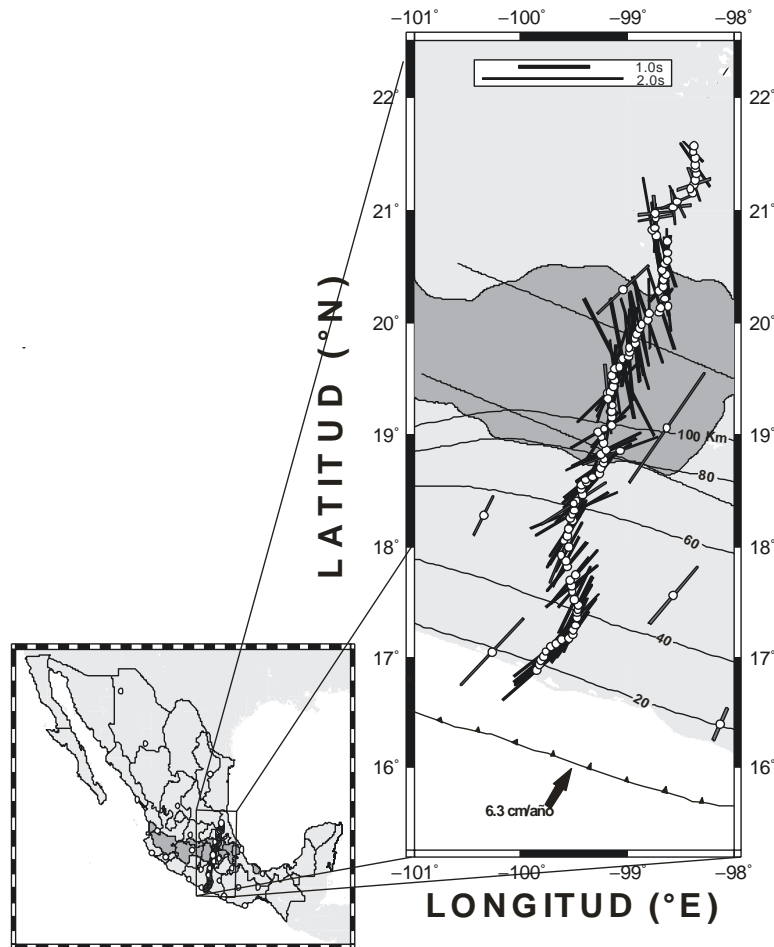 −101˚ −100˚ −99˚ −98˚
1.0s
2.0s
22˚ 22˚
21˚ 21˚
20˚ 20˚
19˚ 100 Km 19˚
80
60
18˚ 18˚
40
17˚ 17˚
20
16˚ 16˚
6.3 cm/año
−101˚ −100˚ −99˚ −98˚
LATITUD (°N)
LONGITUD (°E)